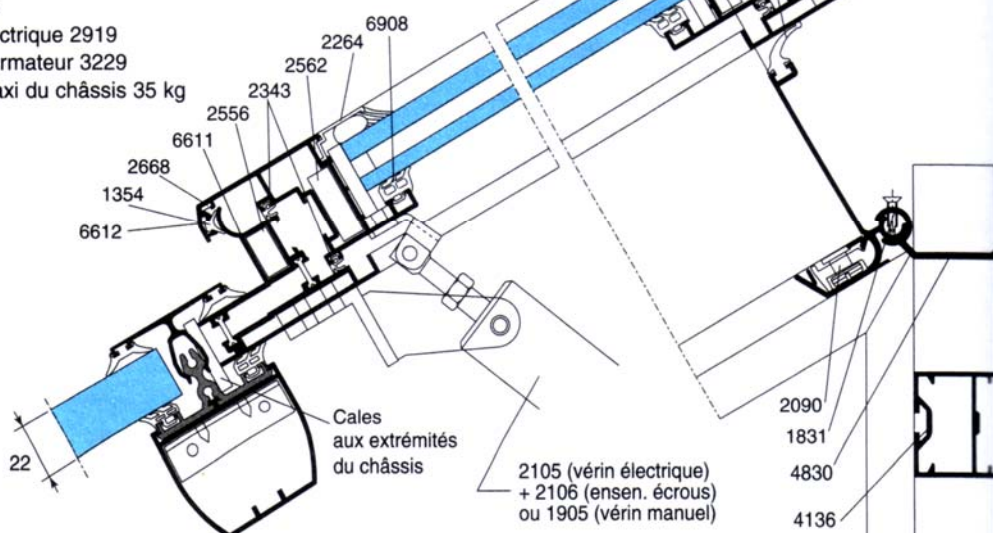 ctrique 2919
rmateur 3229
axi du châssis 35 kg
6908
2264
2562
2343
2556
6611
2668
1354
6612
22
Cales
aux extrémités
du châssis
2105 (vérin électrique)
+ 2106 (ensen. écrous)
ou 1905 (vérin manuel)
2090
1831
4830
4136